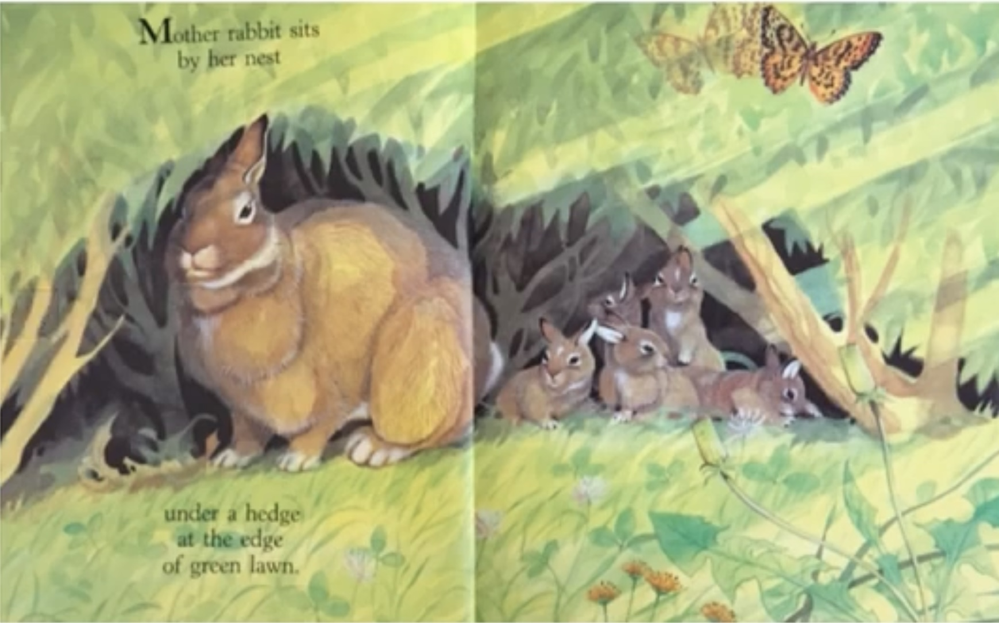 Mother rabbit sits
by her nest
under a hedge
at the edge
of green lawn.